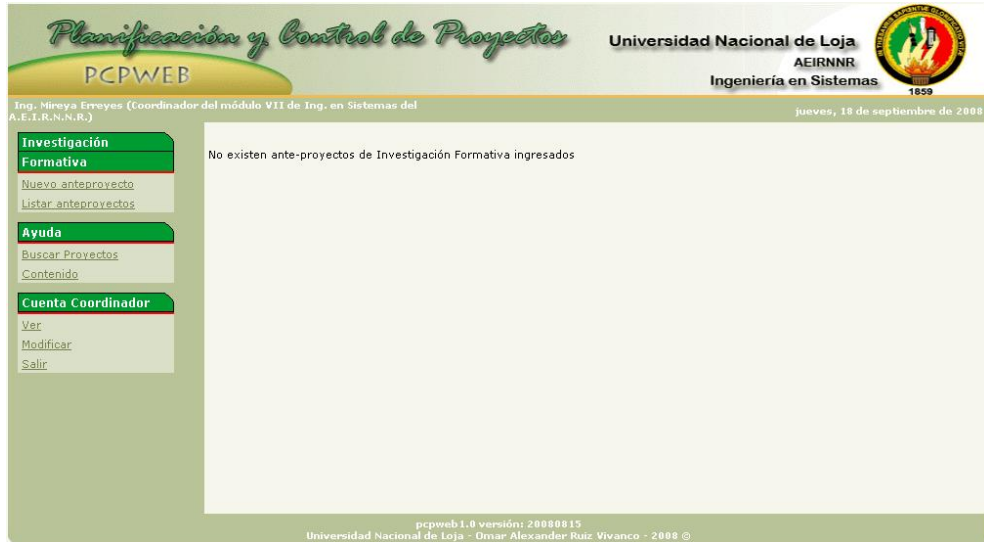 Planificación y Control de Proyectos
PCPWEB
Universidad Nacional de Loja
AEIRNNR
Ingeniería en Sistemas
1859
Ing. Mireya Erreyes (Coordinador del módulo VII de Ing. en Sistemas del
A.E.I.R.N.N.R.)
jueves, 18 de septiembre de 2008
Investigación
Formativa
Nuevo anteproyecto
Listar anteproyectos
Ayuda
Buscar Proyectos
Contenido
Cuenta Coordinador
Ver
Modificar
Salir
No existen ante-proyectos de Investigación Formativa ingresados
pcpweb1.0 versión: 20080815
Universidad Nacional de Loja - Omar Alexander Ruiz Vivanco - 2008 ©